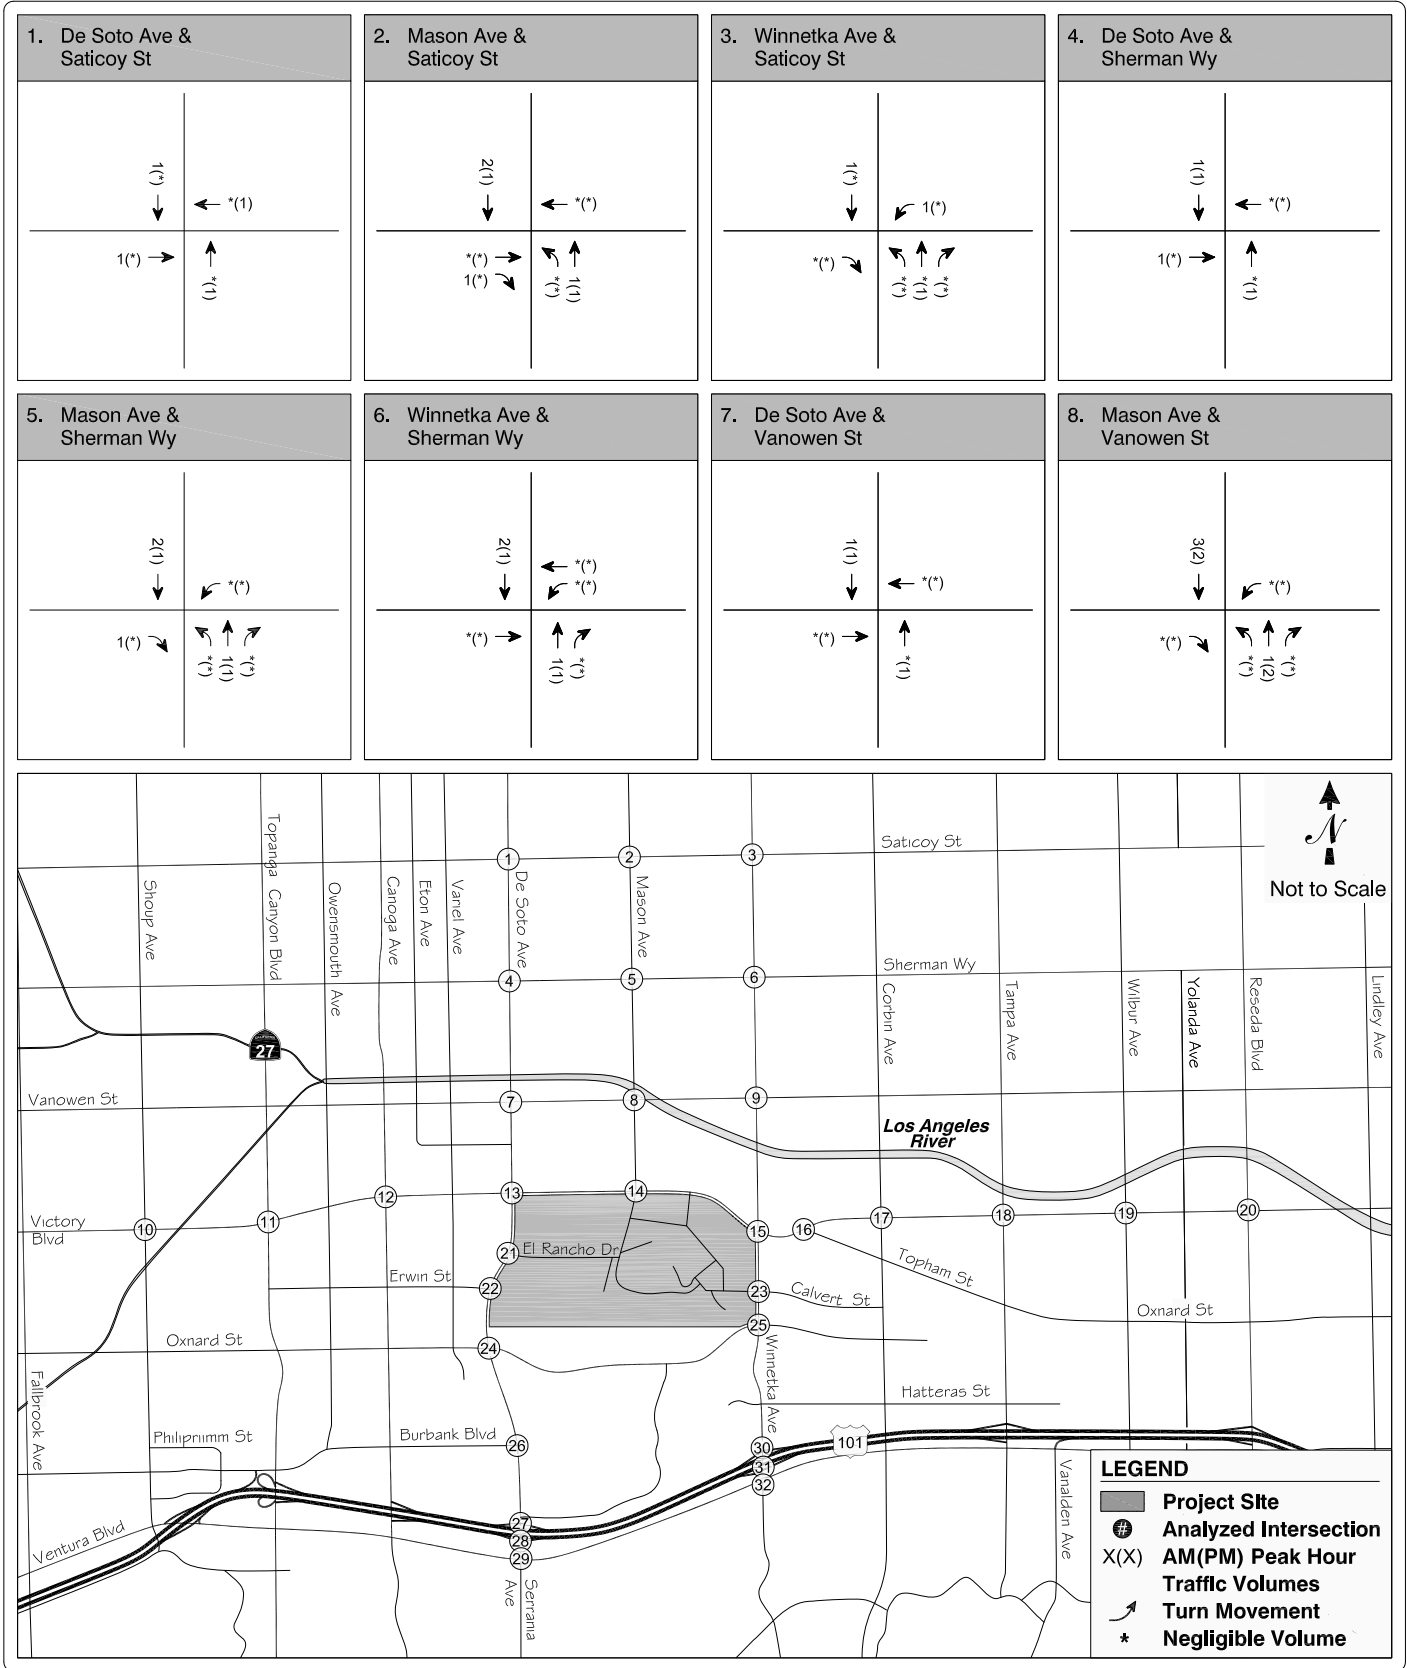 1. De Soto Ave &
Saticoy St
1(*)
*(1)
1(*)
*(1)
2. Mason Ave &
Saticoy St
2(1)
*(*)
*(*)
1(*)
*(*)
1(1)
3. Winnetka Ave &
Saticoy St
1(*)
1(*)
*(*)
*(*)
*(1)
*(*)
4. De Soto Ave &
Sherman Wy
1(1)
*(*)
1(*)
*(1)
5. Mason Ave &
Sherman Wy
2(1)
*(*)
1(*)
*(*)
1(1)
*(*)
6. Winnetka Ave &
Sherman Wy
2(1)
*(*)
*(*)
*(*)
1(1)
*(*)
7. De Soto Ave &
Vanowen St
1(1)
*(*)
*(*)
*(1)
8. Mason Ave &
Vanowen St
3(2)
*(*)
*(*)
*(*)
1(2)
*(*)
N
Not to Scale
Saticoy St
1
2
3
Shoup Ave
Topanga Canyon Blvd
Owensmouth Ave
Canoga Ave
Eton Ave
Variel Ave
De Soto Ave
Mason Ave
Sherman Wy
4
5
6
Corbin Ave
Tampa Ave
Wilbur Ave
Yolanda Ave
Reseda Blvd
Lindley Ave
27
Vanowen St
7
8
9
Los Angeles
River
Victory
Blvd
10
11
12
13
14
15
16
17
18
19
20
21
El Rancho Dr
Topham St
Erwin St
22
23
Calvert St
Oxnard St
25
Oxnard St
24
Winnetka Ave
Fallbrook Ave
Hatteras St
Philiprimm St
Burbank Blvd
26
30
101
31
32
Vanalden Ave
Ventura Blvd
27
28
29
Serrania
Ave
LEGEND
Project SIte
# Analyzed Intersection
X(X) AM(PM) Peak Hour
Traffic Volumes
Turn Movement
* Negligible Volume